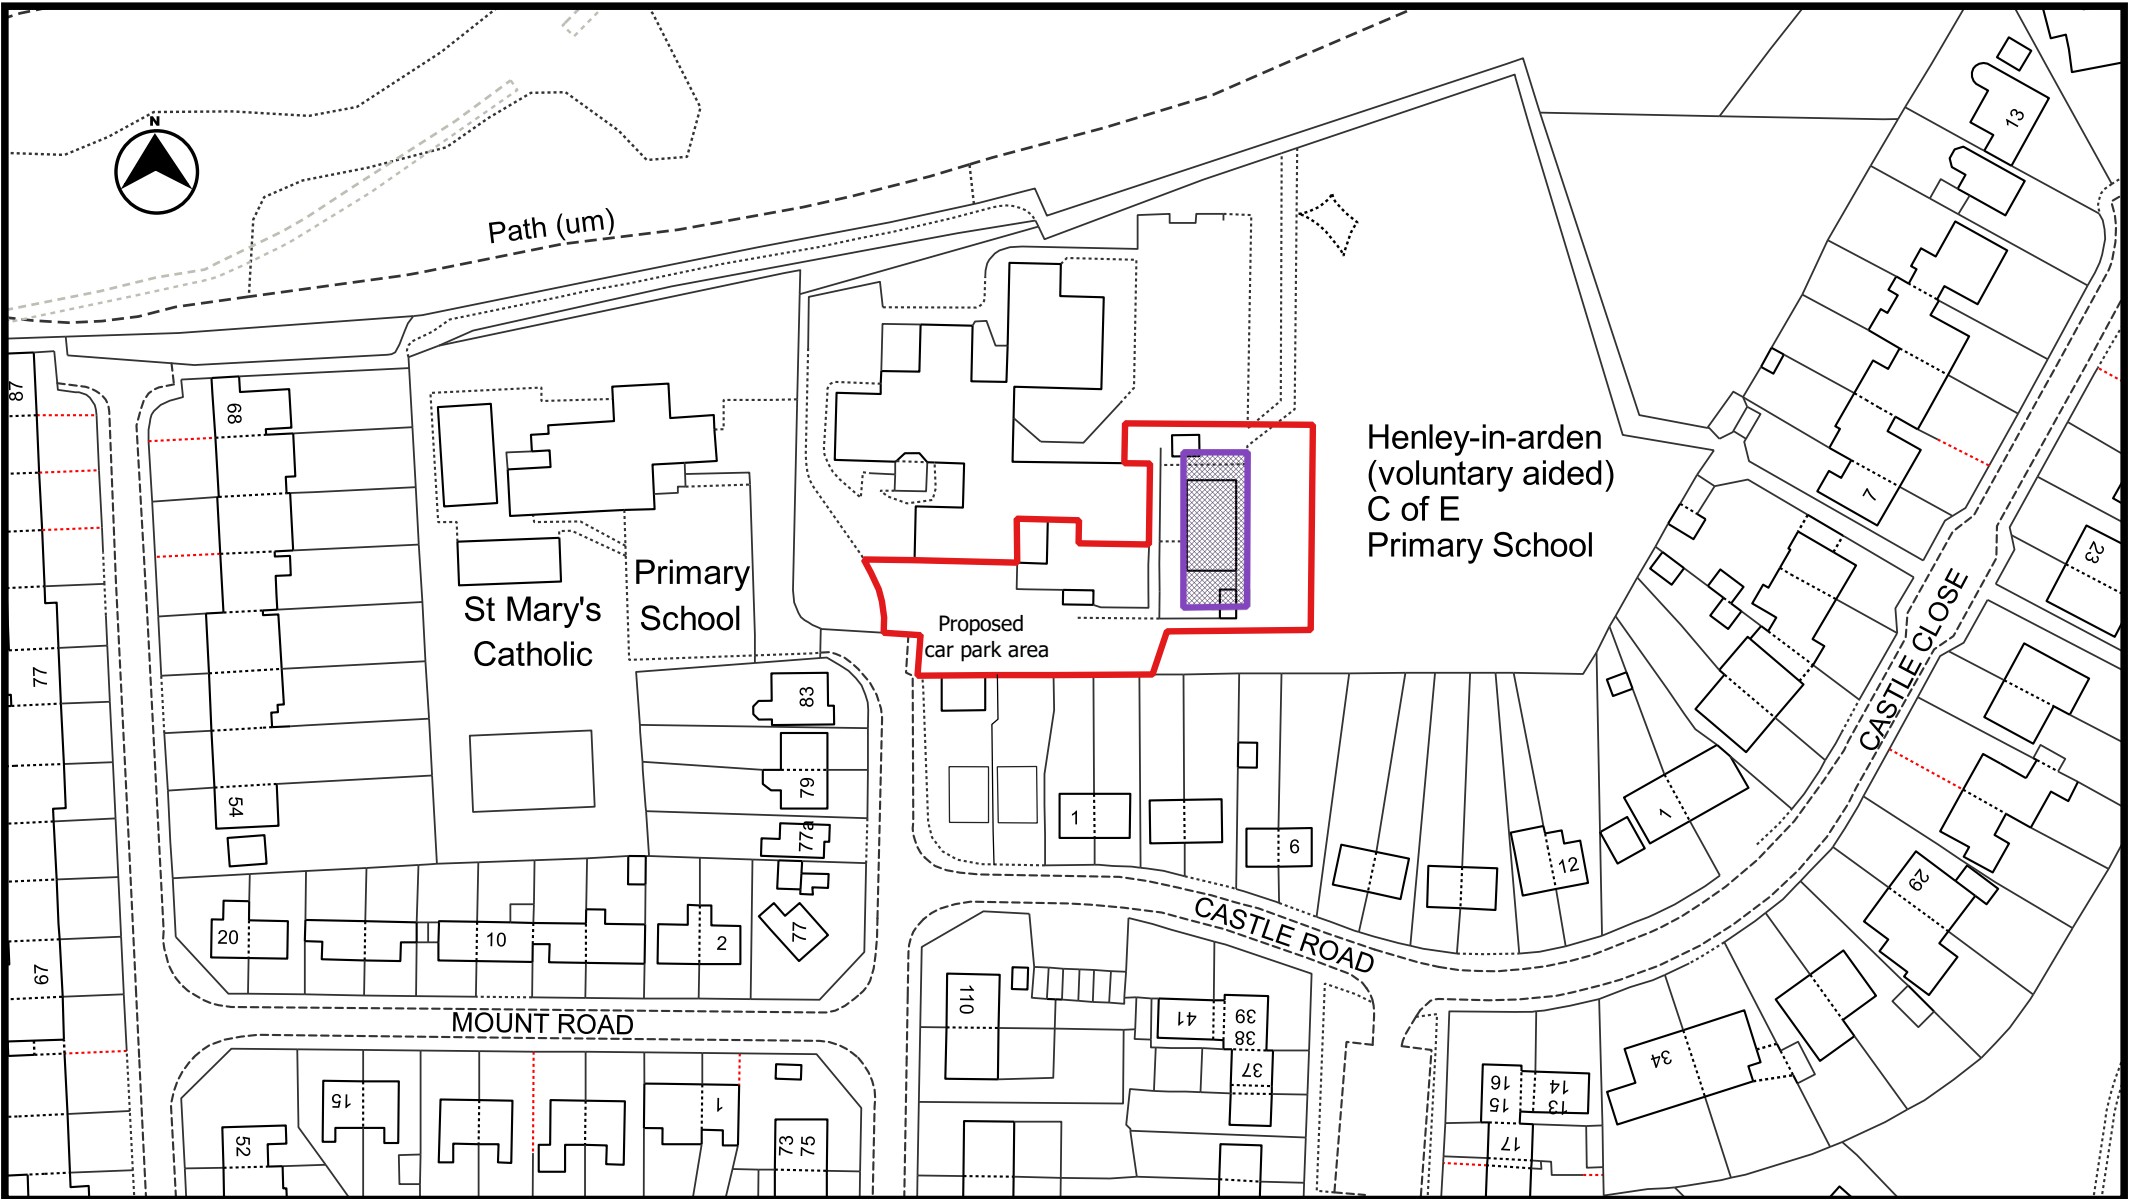 N
Path (um)
13
87
68
Henley-in-arden
(voluntary aided)
C of E
Primary School
7
23
Primary
School
St Mary's
Catholic
Proposed
car park area
CASTLE CLOSE
77
83
79
54
77a
1
6
12
1
29
20
10
2
77
CASTLE ROAD
67
110
41
39
38
MOUNT ROAD
37
34
15
1
16
15
14
13
52
73
75
17